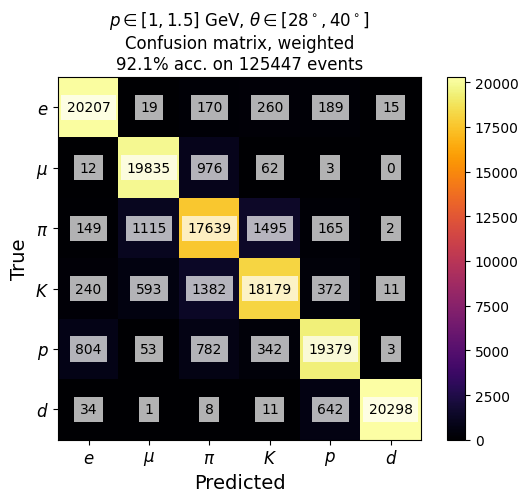 p ∈ [1, 1.5] GeV, θ ∈ [28°, 40°]
Confusion matrix, weighted
92.1% acc. on 125447 events
e 20207 19 170 260 189 15
μ 12 19835 976 62 3 0
π 149 1115 17639 1495 165 2
K 240 593 1382 18179 372 11
p 804 53 782 342 19379 3
d 34 1 8 11 642 20298
e μ π K p d
Predicted
True
20000
17500
15000
12500
10000
7500
5000
2500
0